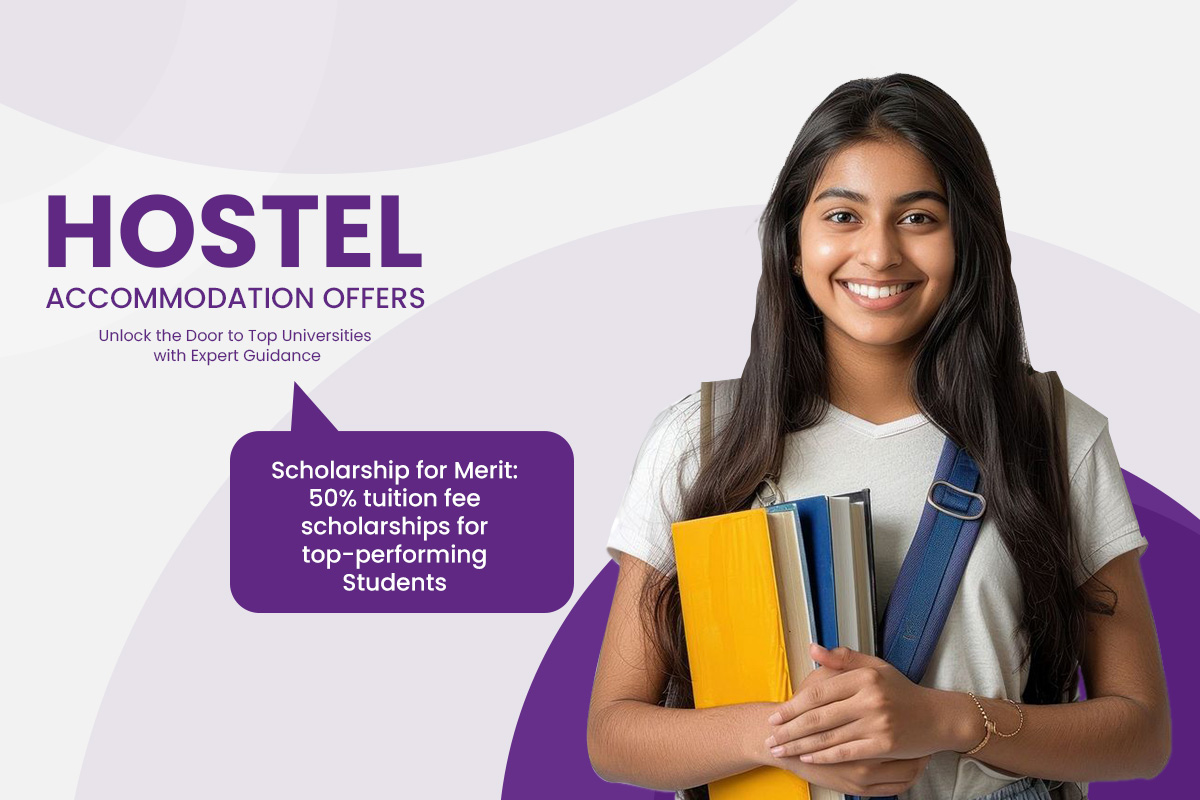 HOSTEL
ACCOMMODATION OFFERS
Unlock the Door to Top Universities
with Expert Guidance
Scholarship for Merit:
50% tuition fee
scholarships for
top-performing
Students